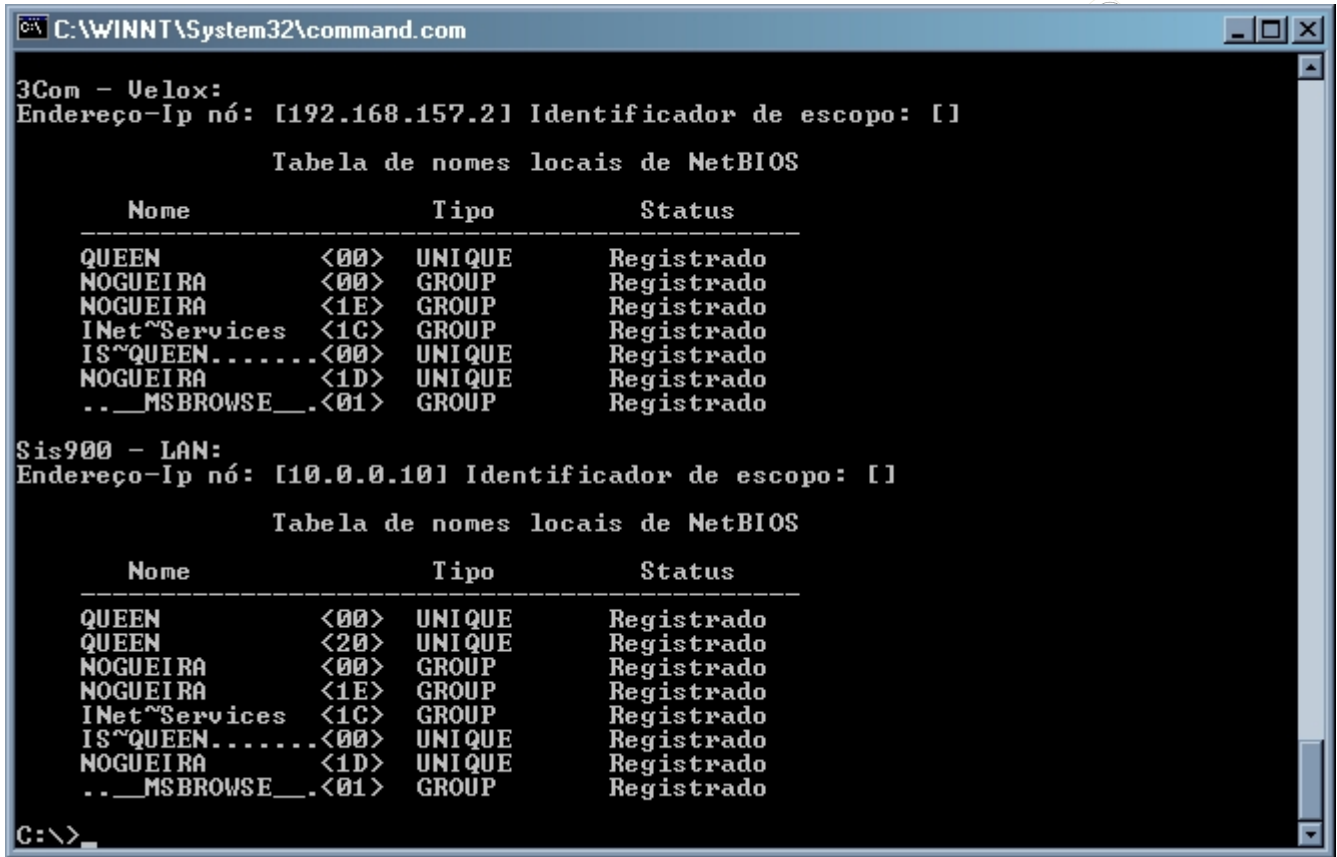 C:\WINNT\System32\command.com
3Com - Velox:
Endereço-Ip nó: [192.168.157.2] Identificador de escopo: []
Tabela de nomes locais de NetBIOS
Nome Tipo Status
---------------------------------------------
QUEEN <00> UNIQUE Registrado
NOGUEIRA <00> GROUP Registrado
NOGUEIRA <1E> GROUP Registrado
INet~Services <1C> GROUP Registrado
IS~QUEEN.......<00> UNIQUE Registrado
NOGUEIRA <1D> UNIQUE Registrado
..__MSBROWSE__.<01> GROUP Registrado
Sis900 - LAN:
Endereço-Ip nó: [10.0.0.10] Identificador de escopo: []
Tabela de nomes locais de NetBIOS
Nome Tipo Status
---------------------------------------------
QUEEN <00> UNIQUE Registrado
QUEEN <20> UNIQUE Registrado
NOGUEIRA <00> GROUP Registrado
NOGUEIRA <1E> GROUP Registrado
INet~Services <1C> GROUP Registrado
IS~QUEEN.......<00> UNIQUE Registrado
NOGUEIRA <1D> UNIQUE Registrado
..__MSBROWSE__.<01> GROUP Registrado
C:\>_